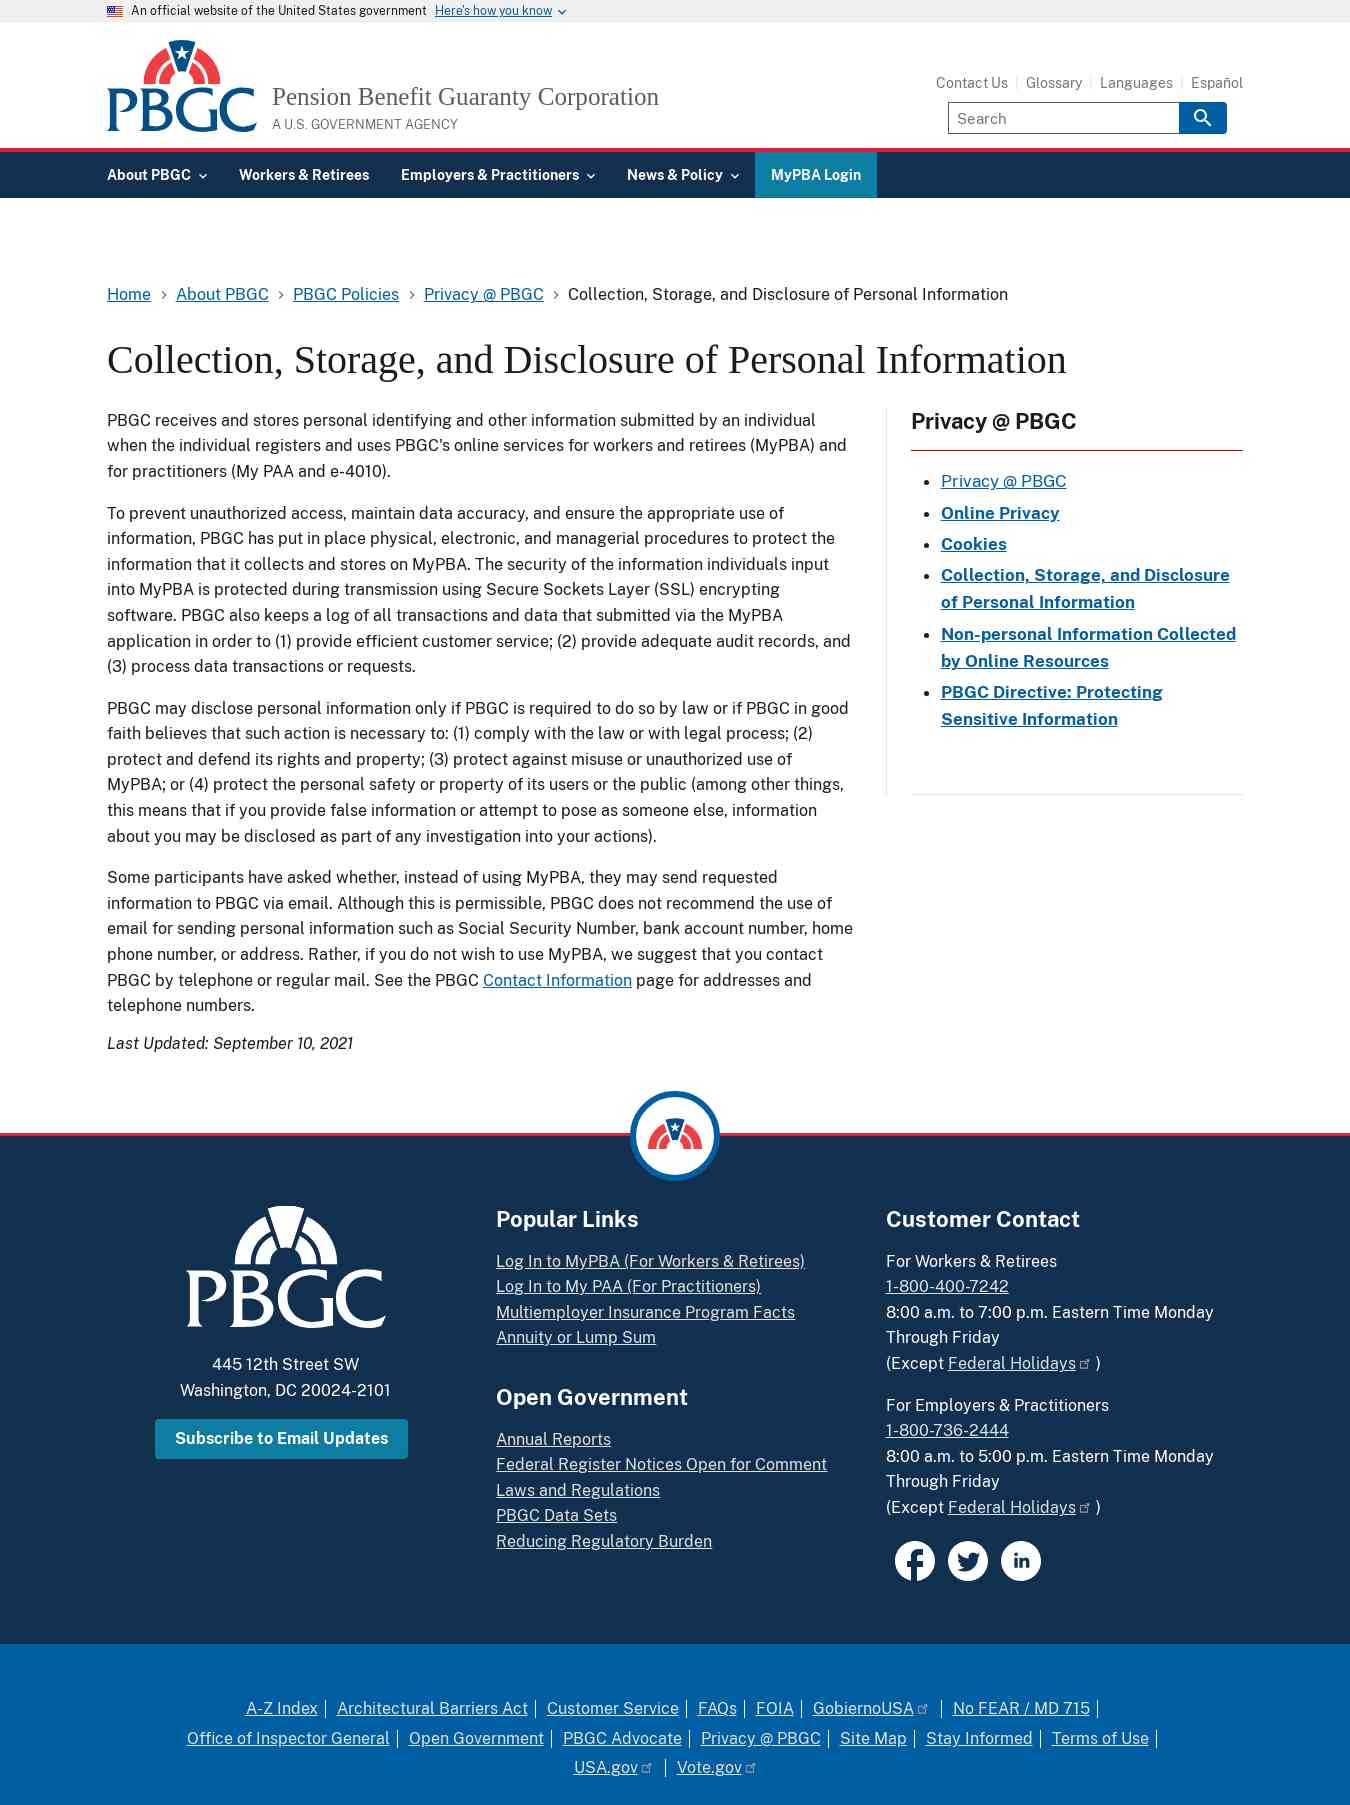 An official website of the United States government Here's how you know
PBGC
Pension Benefit Guaranty Corporation
A U.S. GOVERNMENT AGENCY
Contact Us Glossary Languages Español
Search
About PBGC Workers & Retirees Employers & Practitioners News & Policy MyPBA Login
Home About PBGC PBGC Policies Privacy @ PBGC Collection, Storage, and Disclosure of Personal Information
Collection, Storage, and Disclosure of Personal Information
PBGC receives and stores personal identifying and other information submitted by an individual
when the individual registers and uses PBGC's online services for workers and retirees (MyPBA) and
for practitioners (My PAA and e-4010).
To prevent unauthorized access, maintain data accuracy, and ensure the appropriate use of
information, PBGC has put in place physical, electronic, and managerial procedures to protect the
information that it collects and stores on MyPBA. The security of the information individuals input
into MyPBA is protected during transmission using Secure Sockets Layer (SSL) encrypting
software. PBGC also keeps a log of all transactions and data that submitted via the MyPBA
application in order to (1) provide efficient customer service; (2) provide adequate audit records, and
(3) process data transactions or requests.
PBGC may disclose personal information only if PBGC is required to do so by law or if PBGC in good
faith believes that such action is necessary to: (1) comply with the law or with legal process; (2)
protect and defend its rights and property; (3) protect against misuse or unauthorized use of
MyPBA; or (4) protect the personal safety or property of its users or the public (among other things,
this means that if you provide false information or attempt to pose as someone else, information
about you may be disclosed as part of any investigation into your actions).
Some participants have asked whether, instead of using MyPBA, they may send requested
information to PBGC via email. Although this is permissible, PBGC does not recommend the use of
email for sending personal information such as Social Security Number, bank account number, home
phone number, or address. Rather, if you do not wish to use MyPBA, we suggest that you contact
PBGC by telephone or regular mail. See the PBGC Contact Information page for addresses and
telephone numbers.
Last Updated: September 10, 2021
Privacy @ PBGC
Privacy @ PBGC
Online Privacy
Cookies
Collection, Storage, and Disclosure
of Personal Information
Non-personal Information Collected
by Online Resources
PBGC Directive: Protecting
Sensitive Information
PBGC
445 12th Street SW
Washington, DC 20024-2101
Subscribe to Email Updates
Popular Links
Log In to MyPBA (For Workers & Retirees)
Log In to My PAA (For Practitioners)
Multiemployer Insurance Program Facts
Annuity or Lump Sum
Open Government
Annual Reports
Federal Register Notices Open for Comment
Laws and Regulations
PBGC Data Sets
Reducing Regulatory Burden
Customer Contact
For Workers & Retirees
1-800-400-7242
8:00 a.m. to 7:00 p.m. Eastern Time Monday
Through Friday
(Except Federal Holidays )
For Employers & Practitioners
1-800-736-2444
8:00 a.m. to 5:00 p.m. Eastern Time Monday
Through Friday
(Except Federal Holidays )
in
A-Z Index Architectural Barriers Act Customer Service FAQs FOIA GobiernoUSA No FEAR / MD 715
Office of Inspector General Open Government PBGC Advocate Privacy @ PBGC Site Map Stay Informed Terms of Use
USA.gov Vote.gov